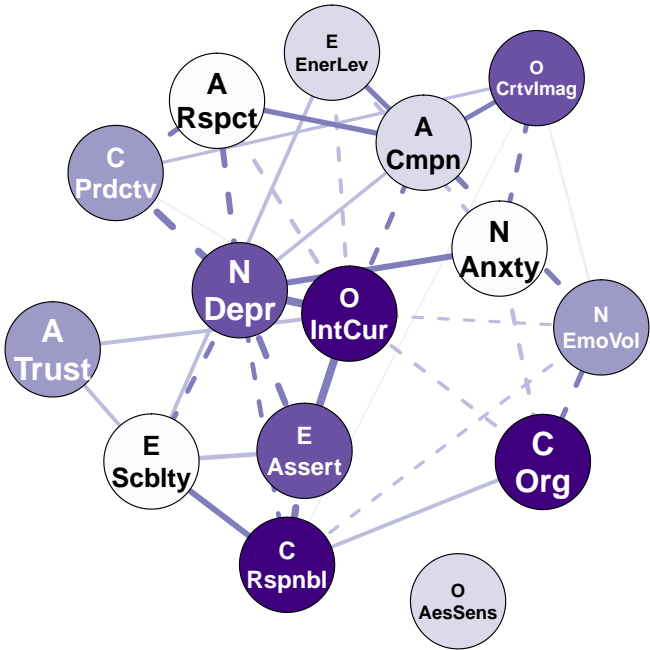 E
EnerLev
O
CrtvImag
A
Rspct
A
Cmpn
C
Prdctv
N
Anxty
N
Depr
O
IntCur
N
EmoVol
A
Trust
E
Scblty
E
Assert
C
Org
C
Rspnbl
O
AesSens